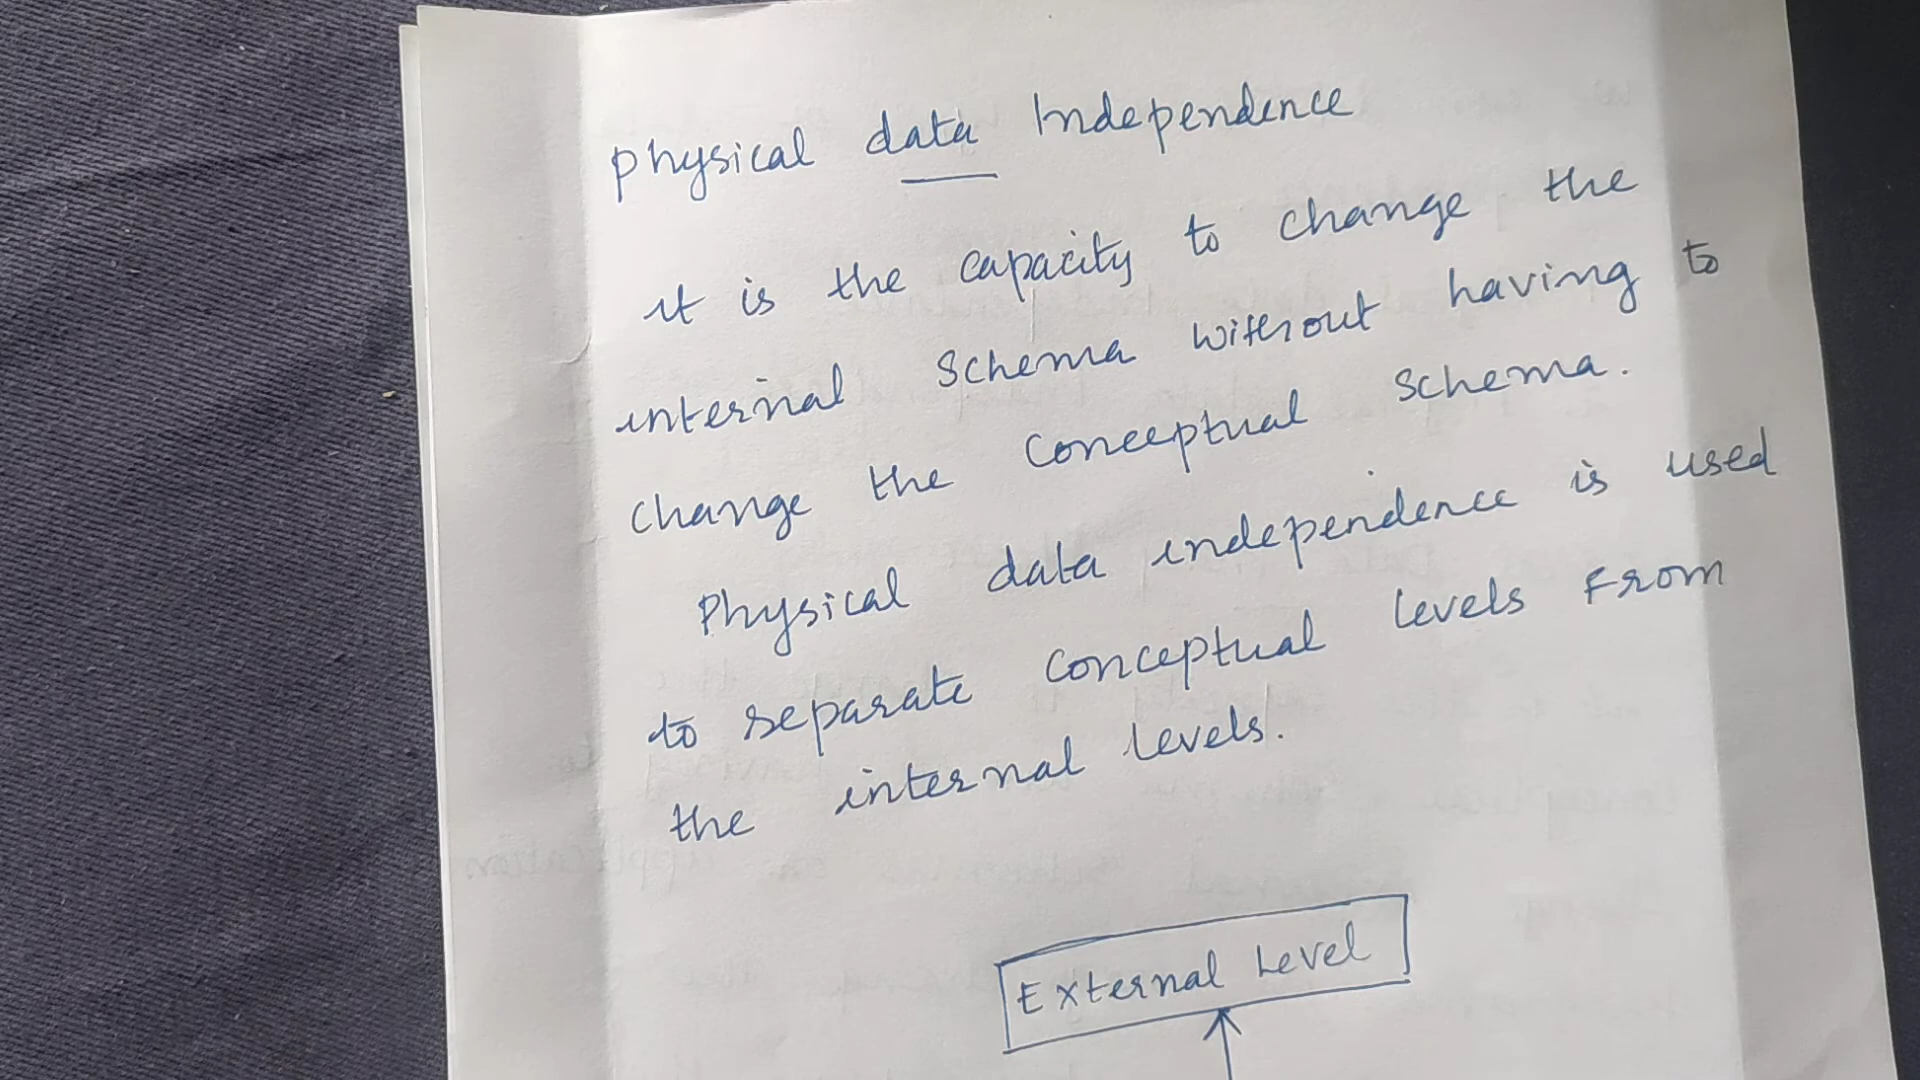 Physical data Independence
it is the capacity to change the
internal Schema without having to
change the Conceptual Schema.
Physical data independence is used
to separate conceptual levels From
the internal levels.
External Level